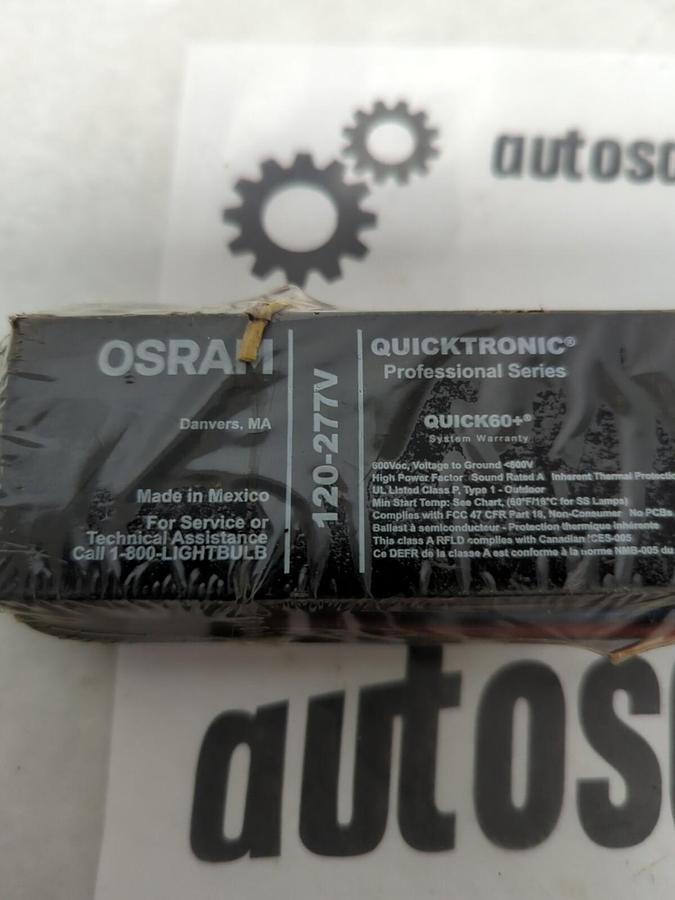 autoso
OSRAM
Danvers, MA
Made in Mexico
For Service or
Technical Assistance
Call 1-800-LIGHTBULB
120-277V
QUICKTRONIC®
Professional Series
QUICK60+®
System Warranty
600Voc, Voltage to Ground <500V
High Power Factor Sound Rated A Inherent Thermal Protectio
UL Listed Class P, Type 1 - Outdoor
Min Start Temp: See Chart, (60°F/16°C for SS Lamps)
Complies with FCC 47 CFR Part 18, Non-Consumer No PCBs
Ballast à semiconducteur - Protection thermique inhérente
This class A RFLD complies with Canadian ICES-005
Ce DEFR de la classe A est conforme à la norme NMB-005 du
autos